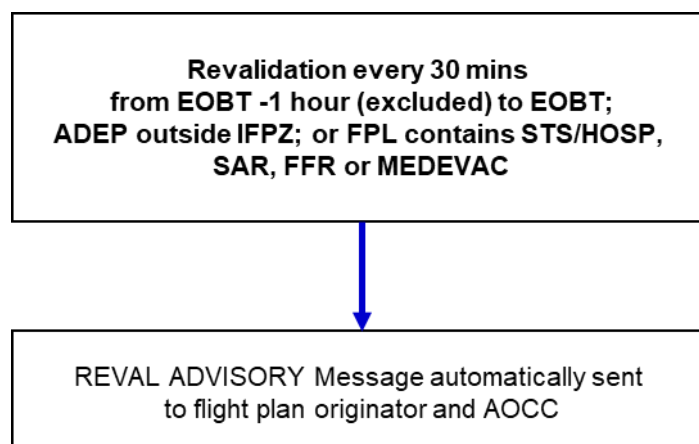 Revalidation every 30 mins
from EOBT -1 hour (excluded) to EOBT;
ADEP outside IFPZ; or FPL contains STS/HOSP,
SAR, FFR or MEDEVAC
REVAL ADVISORY Message automatically sent
to flight plan originator and AOCC